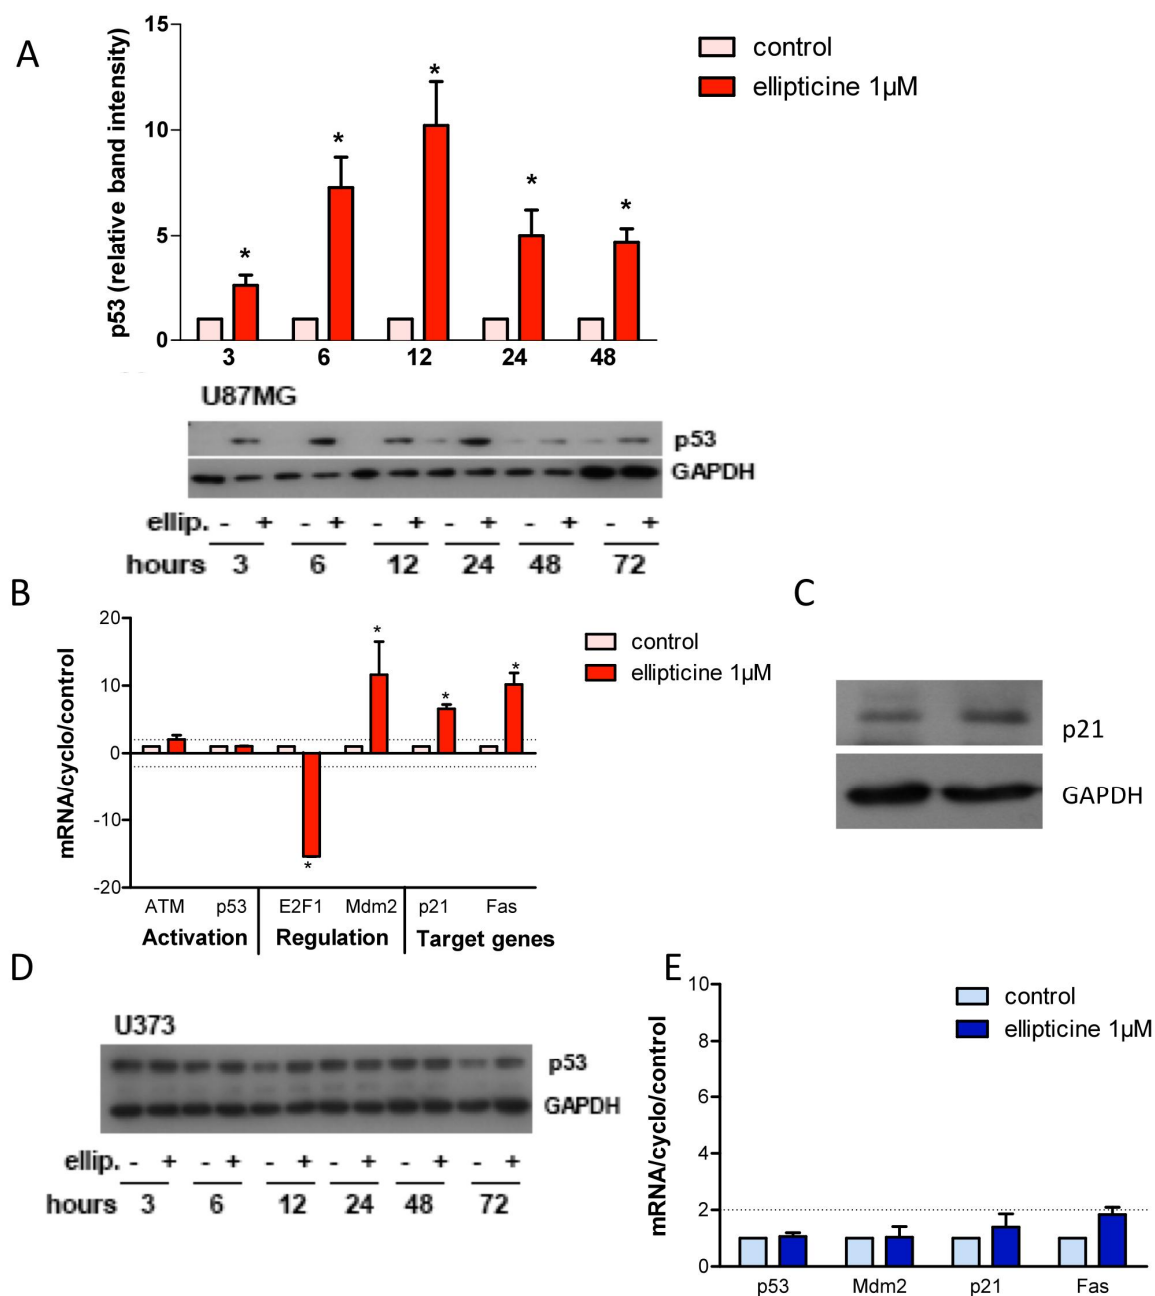 A
p53 (relative band intensity)
15
10
5
0
* * * * *
3 6 12 24 48
control
ellipticine 1µM
U87MG
p53
GAPDH
ellip. - + - + - + - + - + - +
hours 3 6 12 24 48 72
B
mRNA/cyclo/control
20
10
0
-10
-20
* * * * 
ATM p53 E2F1 Mdm2 p21 Fas
Activation Regulation Target genes
control
ellipticine 1µM
C
p21
GAPDH
D
U373
p53
GAPDH
ellip. - + - + - + - + - + - +
hours 3 6 12 24 48 72
E
mRNA/cyclo/control
10
8
6
4
2
0
p53 Mdm2 p21 Fas
control
ellipticine 1µM